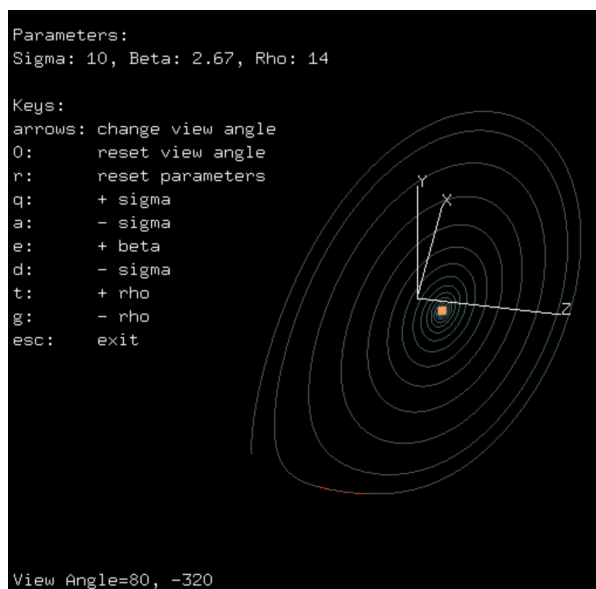 Parameters:
Sigma: 10, Beta: 2.67, Rho: 14
Keys:
arrows: change view angle
0: reset view angle
r: reset parameters
q: + sigma
a: - sigma
e: + beta
d: - sigma
t: + rho
g: - rho
esc: exit
Y
X
Z
View Angle=80, -320